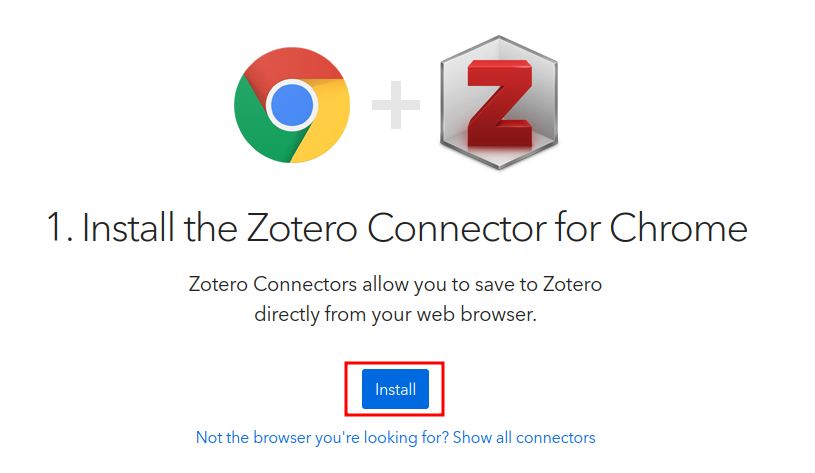 Z
1. Install the Zotero Connector for Chrome
Zotero Connectors allow you to save to Zotero
directly from your web browser.
Install
Not the browser you're looking for? Show all connectors